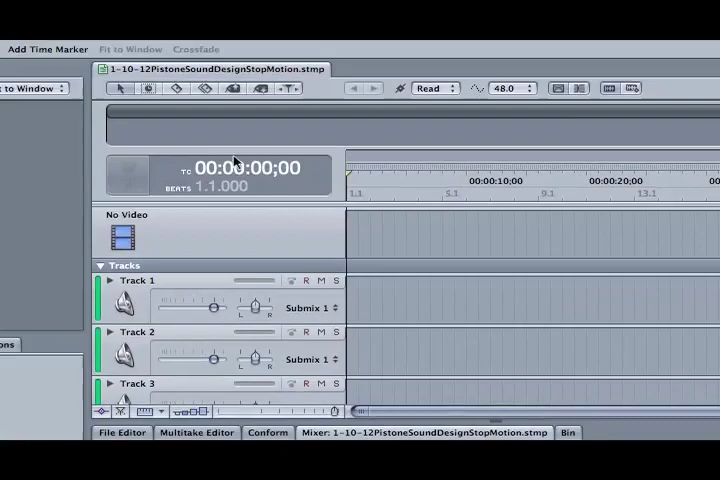 Add Time Marker Fit to Window Crossfade
to Window 1-10-12PistoneSoundDesignStopMotion.stmp
Read 48.0
TC 00:00:00;00
BEATS 1.1.000
00:00:10;00 00:00:20;00 00
1.1 5.1 9.1 13.1
No Video
Tracks
Track 1 R M S
L R Submix 1
Track 2 R M S
L R Submix 1
Track 3 R M S
ons
File Editor Multitake Editor Conform Mixer: 1-10-12PistoneSoundDesignStopMotion.stmp Bin